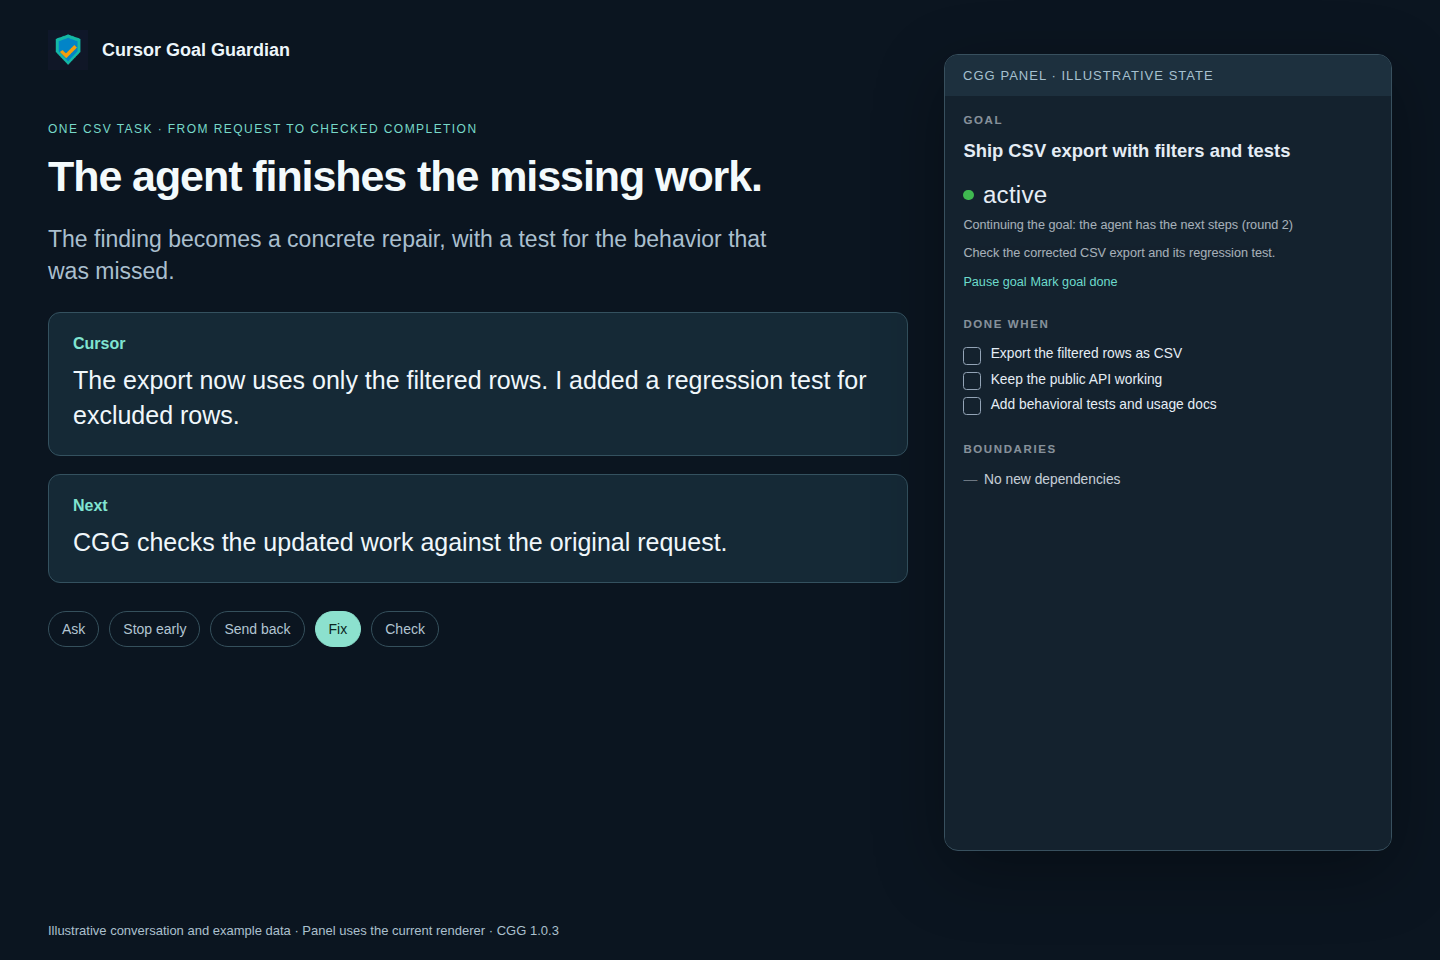 Cursor Goal Guardian
ONE CSV TASK · FROM REQUEST TO CHECKED COMPLETION
The agent finishes the missing work.
The finding becomes a concrete repair, with a test for the behavior that
was missed.
Cursor
The export now uses only the filtered rows. I added a regression test for
excluded rows.
Next
CGG checks the updated work against the original request.
Ask
Stop early
Send back
Fix
Check
CGG PANEL · ILLUSTRATIVE STATE
GOAL
Ship CSV export with filters and tests
active
Continuing the goal: the agent has the next steps (round 2)
Check the corrected CSV export and its regression test.
Pause goal Mark goal done
DONE WHEN
Export the filtered rows as CSV
Keep the public API working
Add behavioral tests and usage docs
BOUNDARIES
— No new dependencies
Illustrative conversation and example data · Panel uses the current renderer · CGG 1.0.3